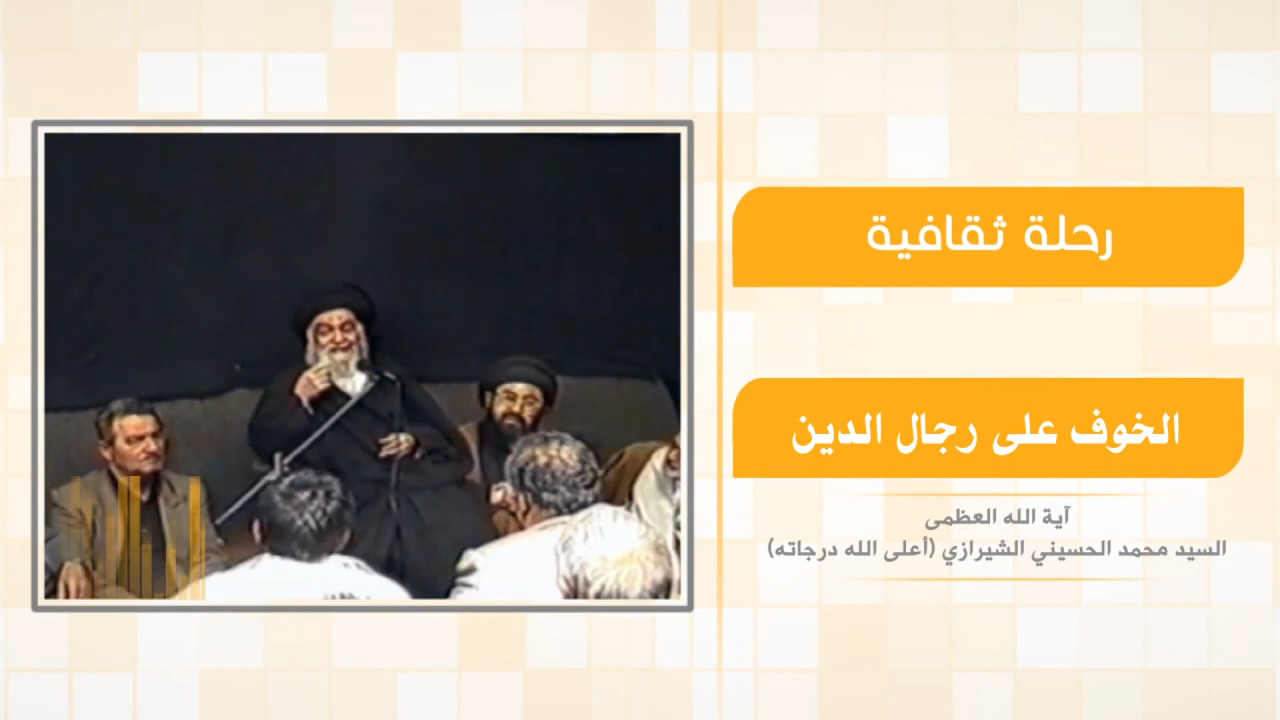 رحلة ثقافية
الخوف على رجال الدين
آية الله العظمى
السيد محمد الحسيني الشيرازي (أعلى الله درجاته)